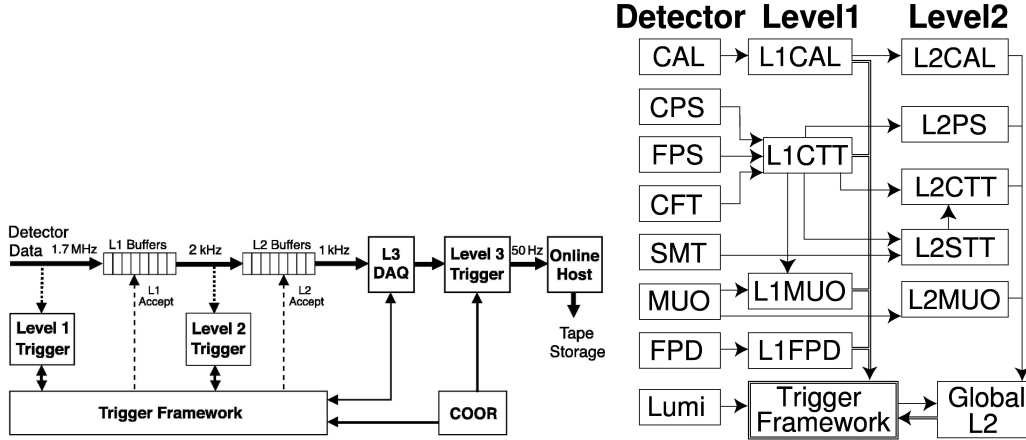 Detector
Data
1.7 MHz
L1 Buffers
2 kHz
L2 Buffers
1 kHz
L3
DAQ
Level 3
Trigger
50 Hz
Online
Host
L1
Accept
L2
Accept
Level 1
Trigger
Level 2
Trigger
Tape
Storage
Trigger Framework
COOR
Detector Level1 Level2
CAL L1CAL L2CAL
CPS
L2PS
FPS L1CTT
L2CTT
CFT
SMT L2STT
MUO L1MUO L2MUO
FPD L1FPD
Lumi
Trigger
Framework
Global
L2